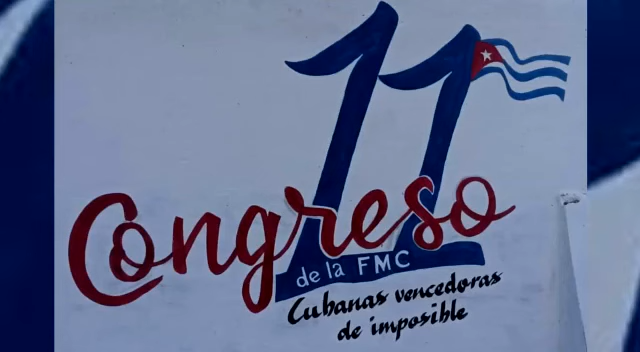 11
Congreso
de la FMC
Cubanas vencedoras
de imposible